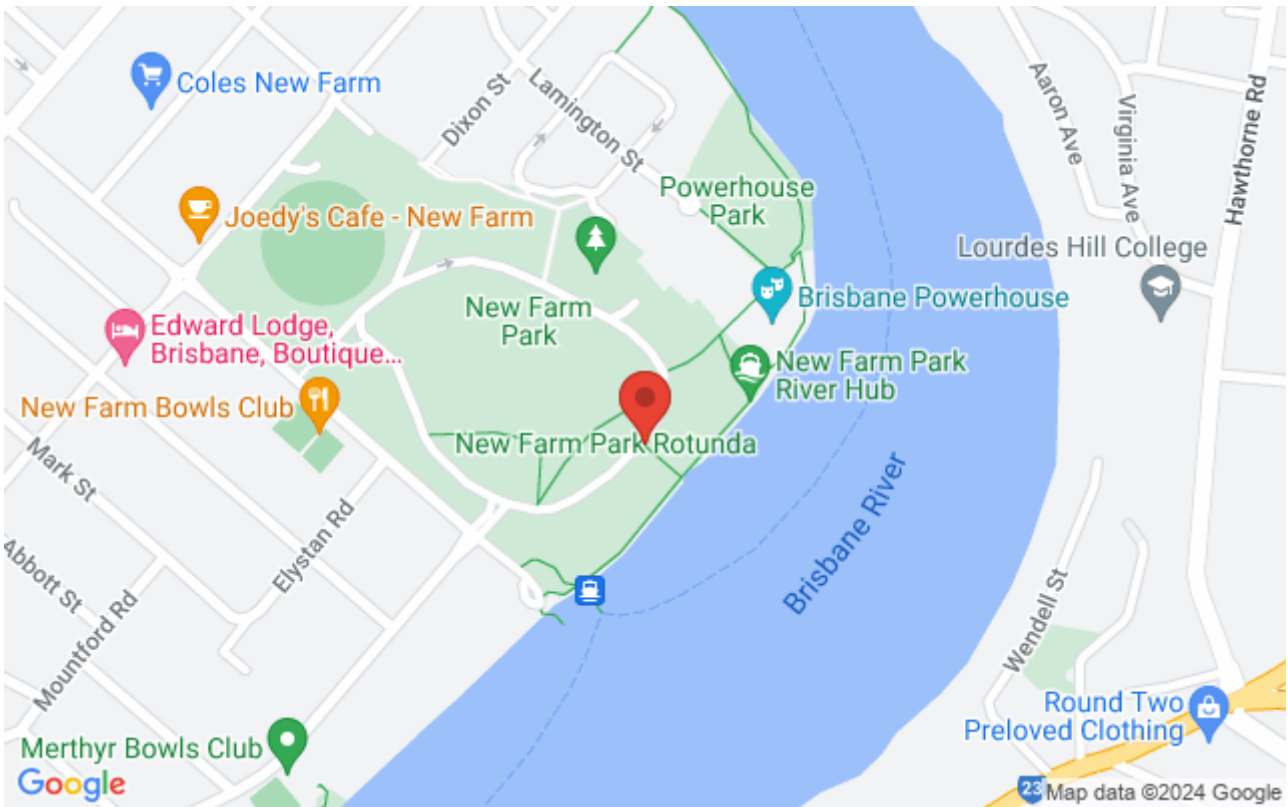 Coles New Farm
Dixon St
Lamington St
Aaron Ave
Virginia Ave
Hawthorne Rd
Powerhouse
Park
Joedy's Cafe - New Farm
Lourdes Hill College
Brisbane Powerhouse
New Farm
Park
Edward Lodge,
Brisbane, Boutique...
New Farm Park
River Hub
New Farm Bowls Club
New Farm Park Rotunda
Mark St
Elystan Rd
Brisbane River
Abbott St
Mountford Rd
Wendell St
Round Two
Preloved Clothing
Merthyr Bowls Club
Google
23
Map data ©2024 Google